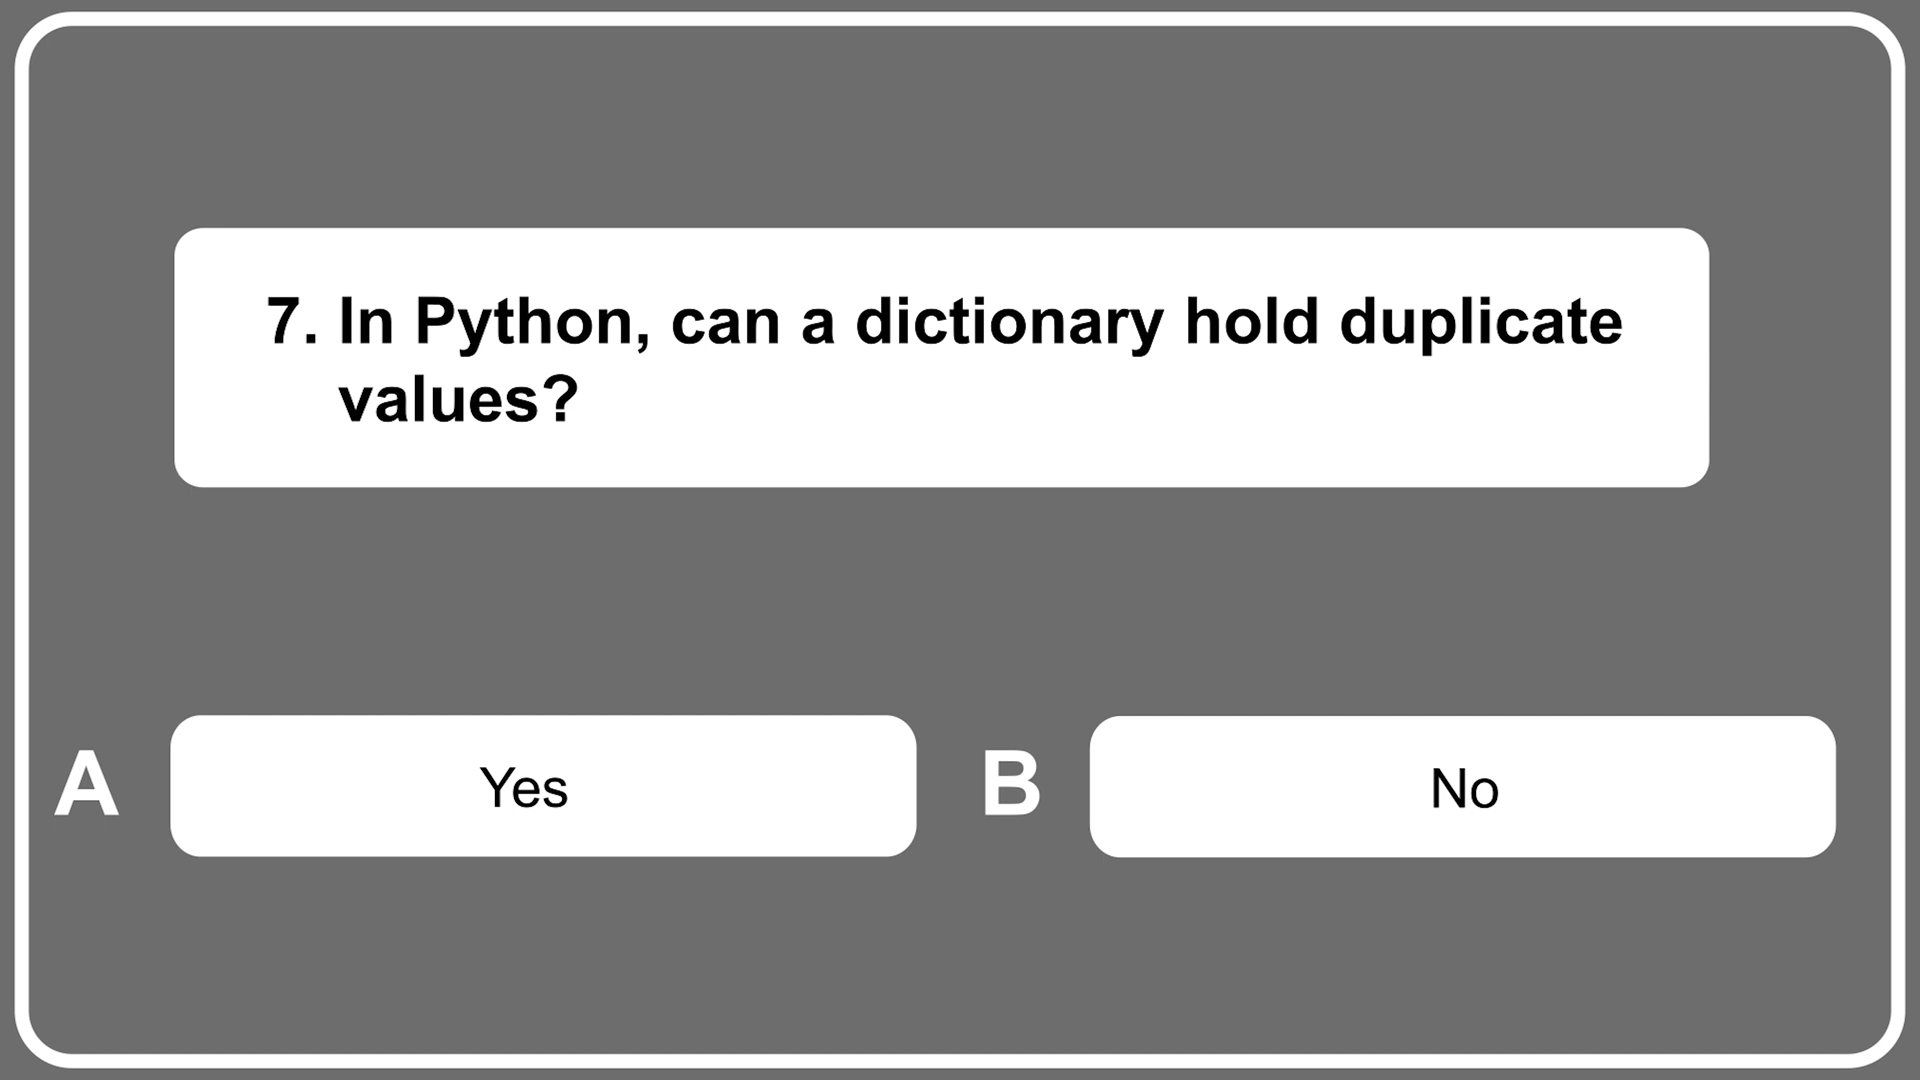 7. In Python, can a dictionary hold duplicate
values?
A
Yes
B
No